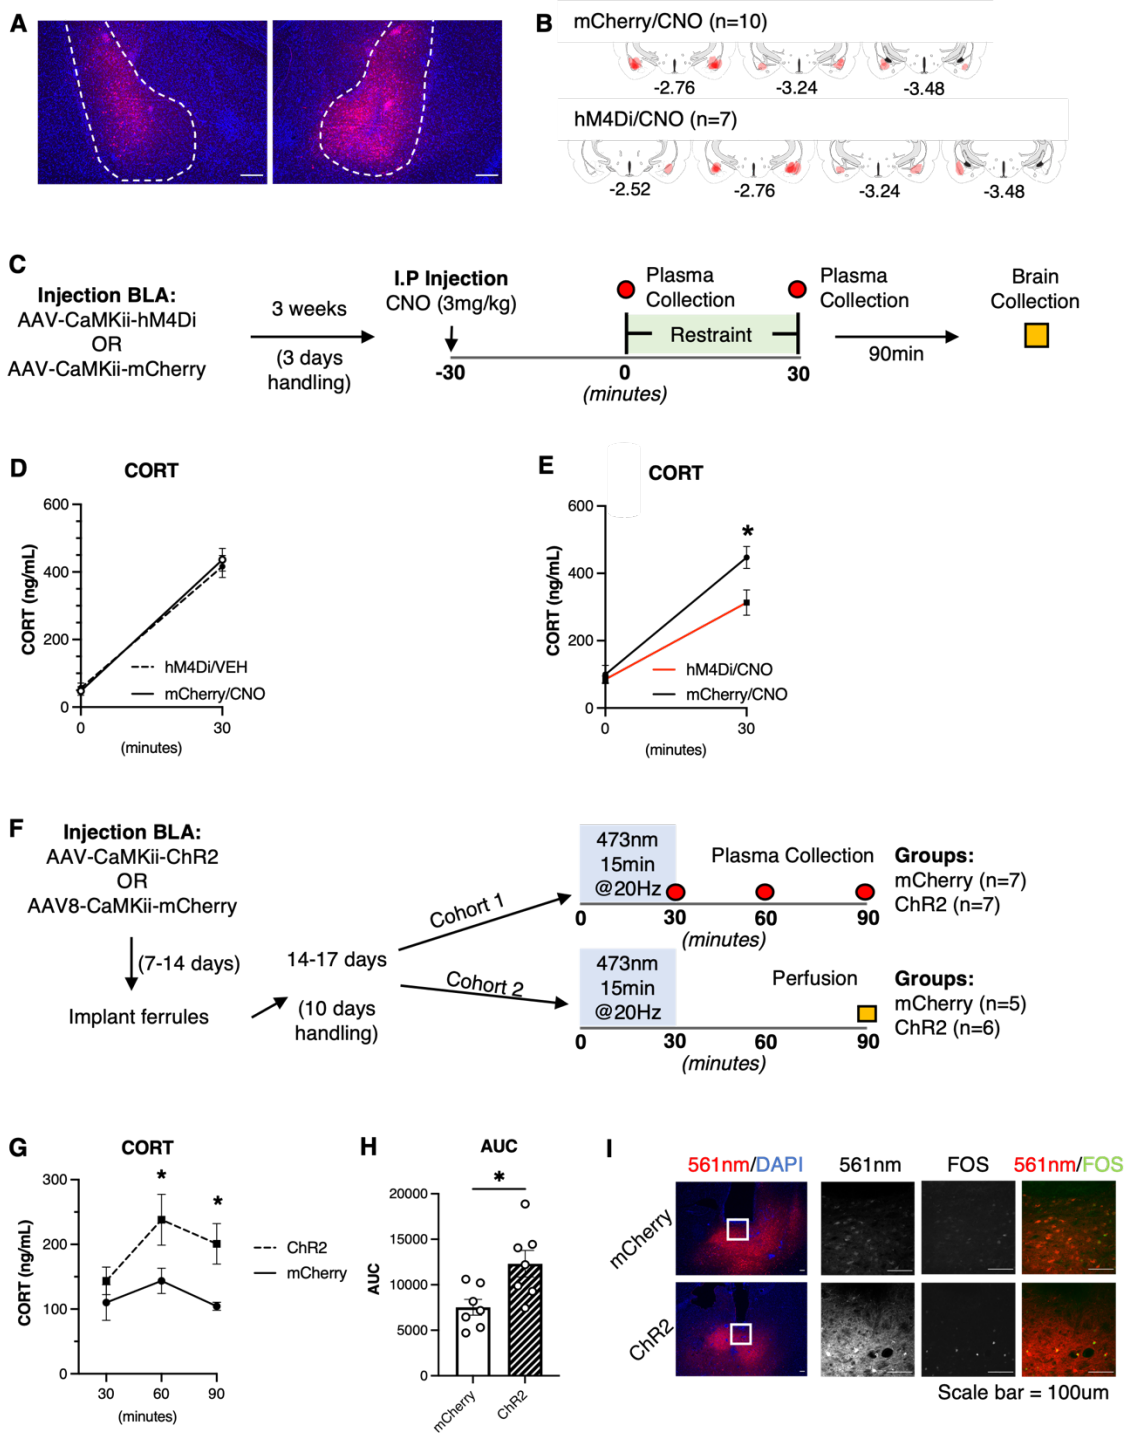 A
B
mCherry/CNO (n=10)
-2.76
-3.24
-3.48
hM4Di/CNO (n=7)
-2.52
-2.76
-3.24
-3.48
C
Injection BLA:
AAV-CaMKii-hM4Di
OR
AAV-CaMKii-mCherry
3 weeks
(3 days
handling)
I.P Injection
CNO (3mg/kg)
Plasma
Collection
Plasma
Collection
Restraint
-30
0
30
(minutes)
90min
Brain
Collection
D
CORT
CORT (ng/mL)
600
400
200
0
hM4Di/VEH
mCherry/CNO
0
30
(minutes)
E
CORT
CORT (ng/mL)
600
400
200
0
*
hM4Di/CNO
mCherry/CNO
0
30
(minutes)
F
Injection BLA:
AAV-CaMKii-ChR2
OR
AAV8-CaMKii-mCherry
(7-14 days)
Implant ferrules
14-17 days
(10 days
handling)
Cohort 1
Cohort 2
473nm
15min
@20Hz
Plasma Collection
0
30
60
90
(minutes)
Groups:
mCherry (n=7)
ChR2 (n=7)
473nm
15min
@20Hz
Perfusion
0
30
60
90
(minutes)
Groups:
mCherry (n=5)
ChR2 (n=6)
G
CORT
CORT (ng/mL)
300
200
100
0
*
*
ChR2
mCherry
30
60
90
(minutes)
H
AUC
AUC
20000
15000
10000
5000
0
*
mCherry
ChR2
I
561nm/DAPI
561nm
FOS
561nm/FOS
mCherry
ChR2
Scale bar = 100um